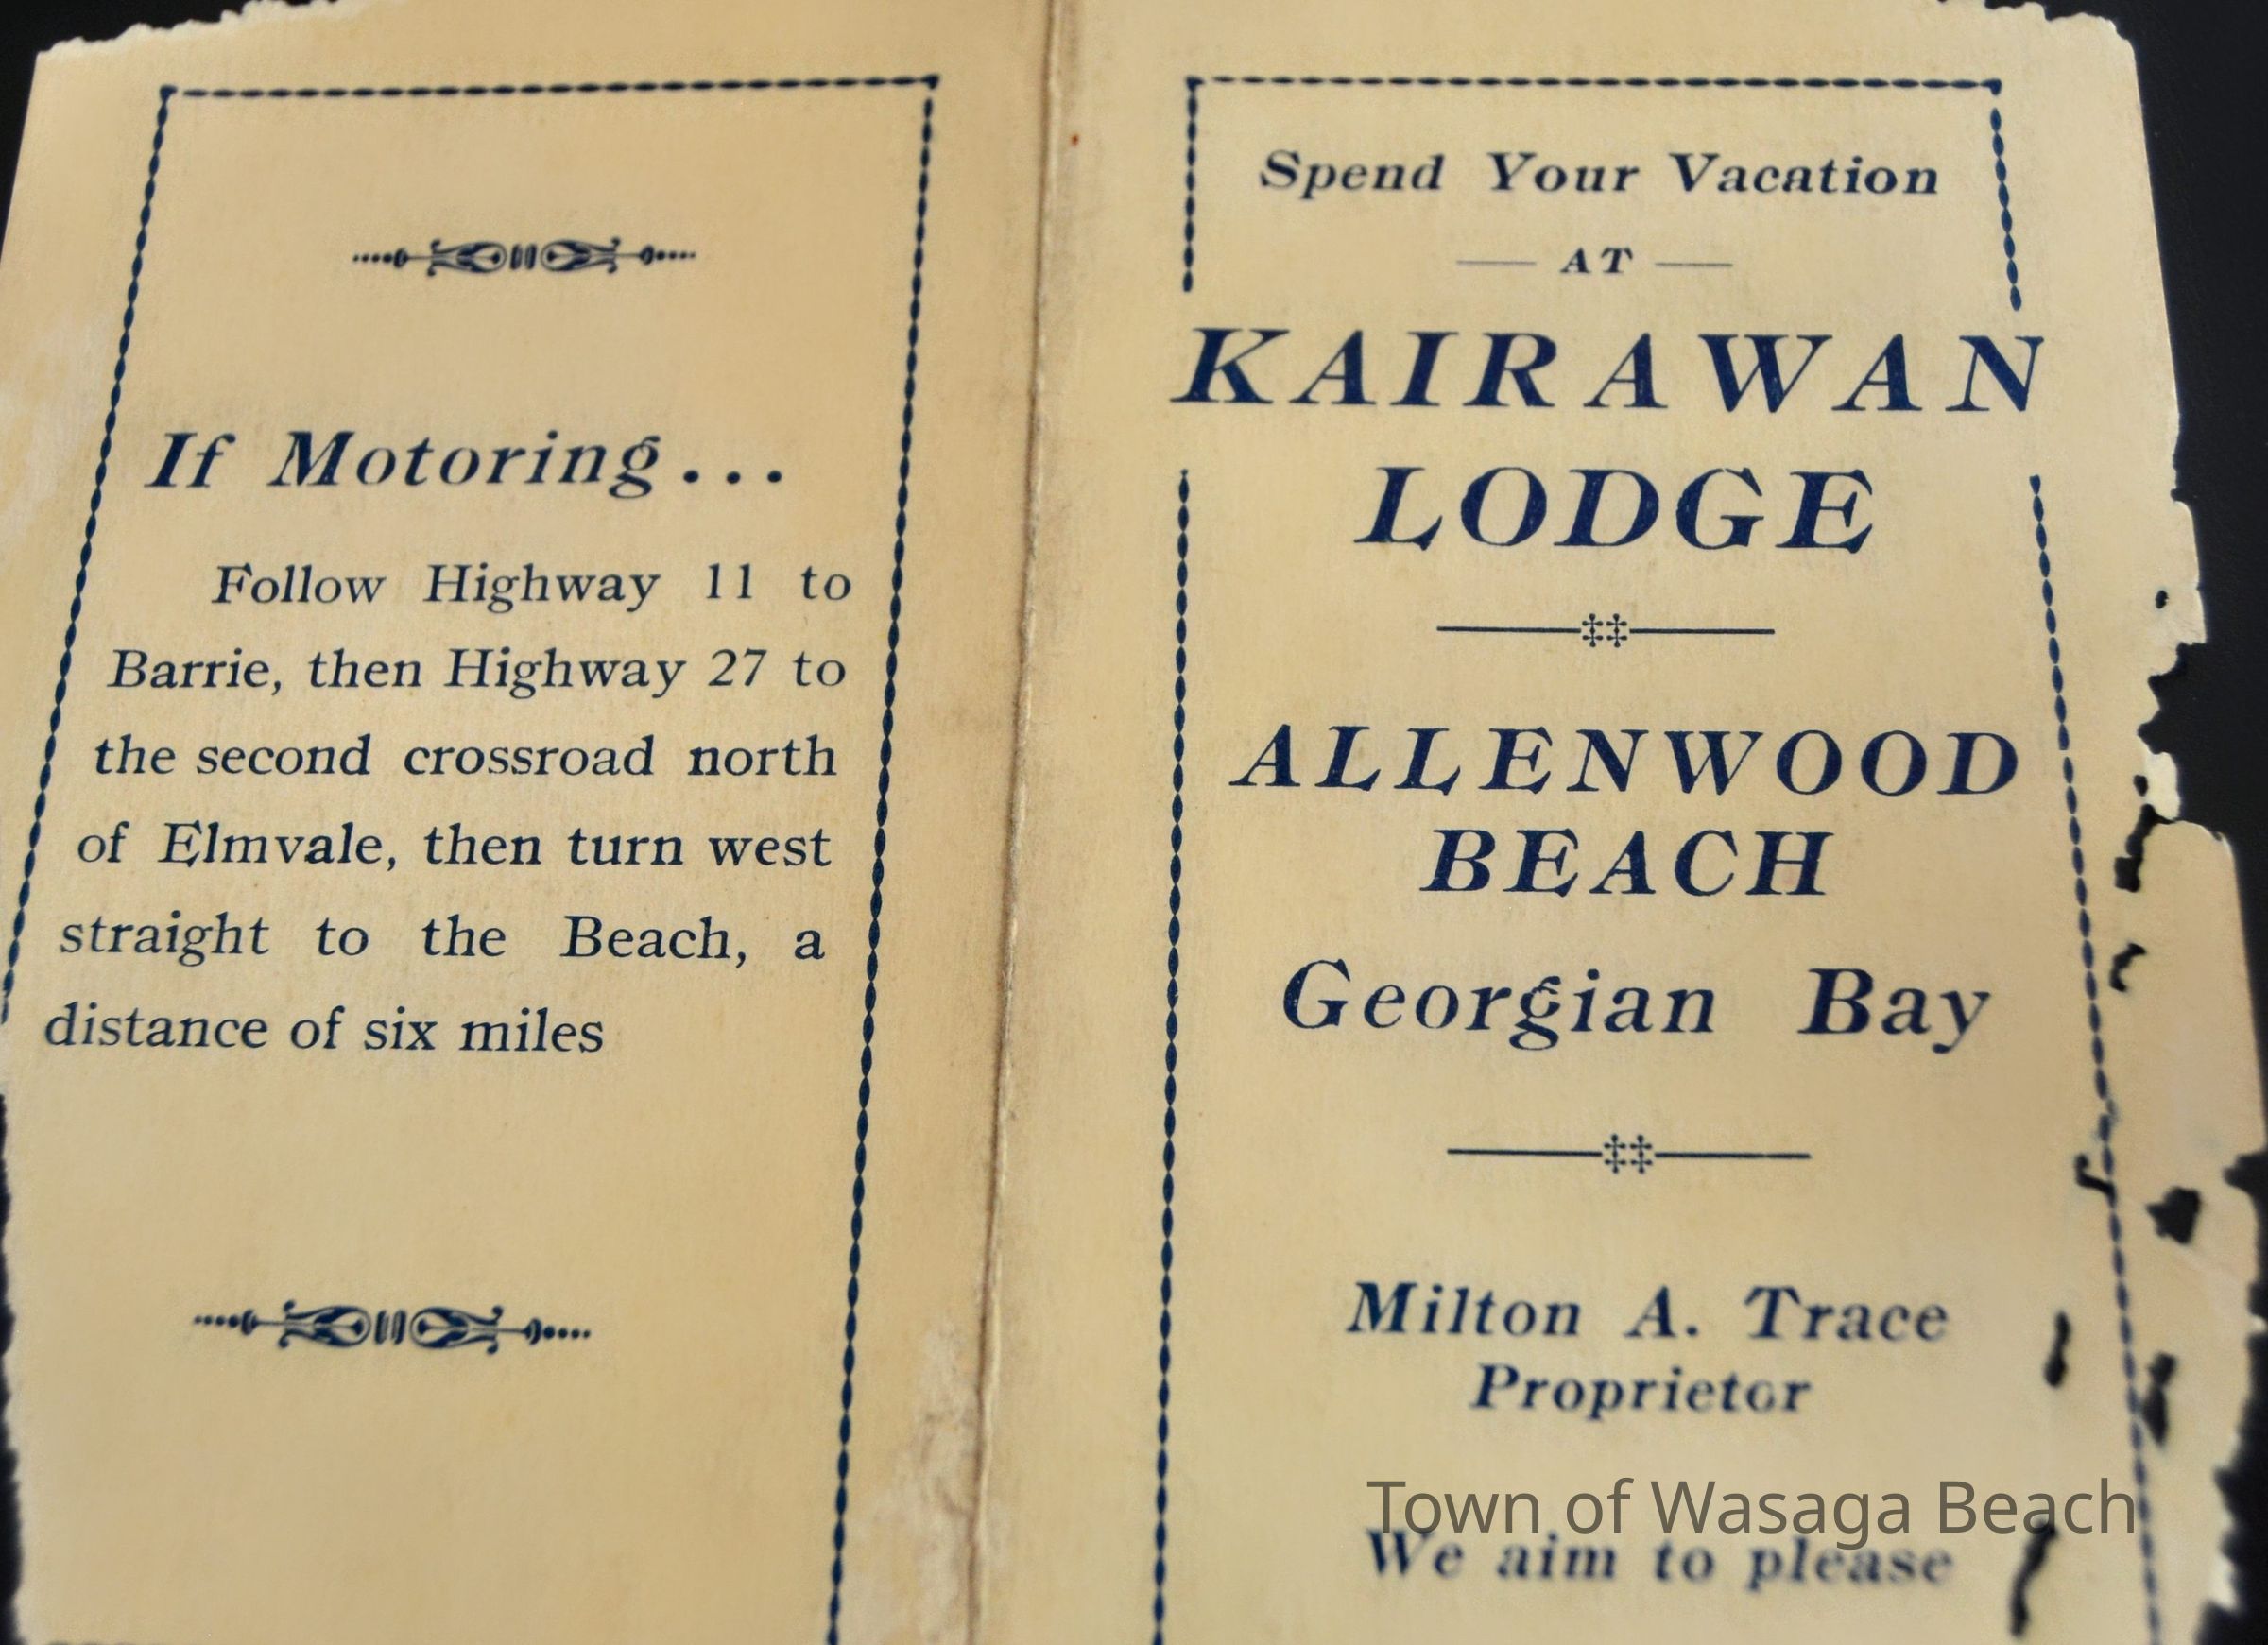 If Motoring...
Follow Highway 11 to
Barrie, then Highway 27 to
the second crossroad north
of Elmvale, then turn west
straight to the Beach, a
distance of six miles
Spend Your Vacation
— AT —
KAIRAWAN
LODGE
ALLENWOOD
BEACH
Georgian Bay
Milton A. Trace
Proprietor
Town of Wasaga Beach
We aim to please